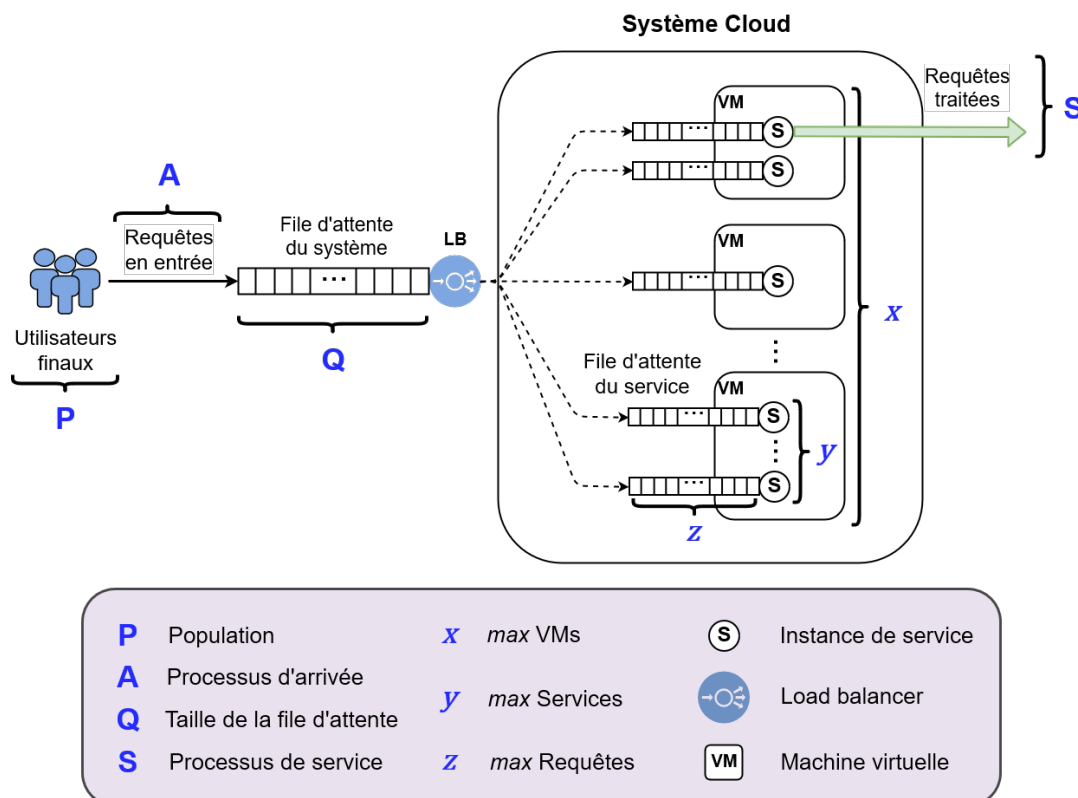 Système Cloud
Requêtes
traitées
S
VM
S
S
A
Requêtes
en entrée
File d'attente
du système
LB
...
...
...
VM
...
S
x
Utilisateurs
finaux
P
Q
File d'attente
du service
VM
...
S
y
...
S
z
P Population
A Processus d'arrivée
Q Taille de la file d'attente
S Processus de service
x max VMs
y max Services
z max Requêtes
S Instance de service
Load balancer
VM Machine virtuelle